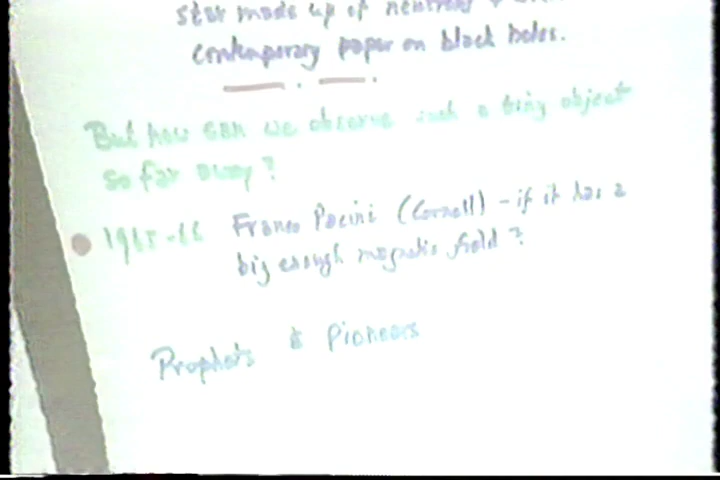 star made up of neutrons
contemporary paper on black holes.
But how can we observe such a tiny object
so far away?
1965-66 Franco Pacini (Cornell) - if it has a
big enough magnetic field?
Prophets & Pioneers